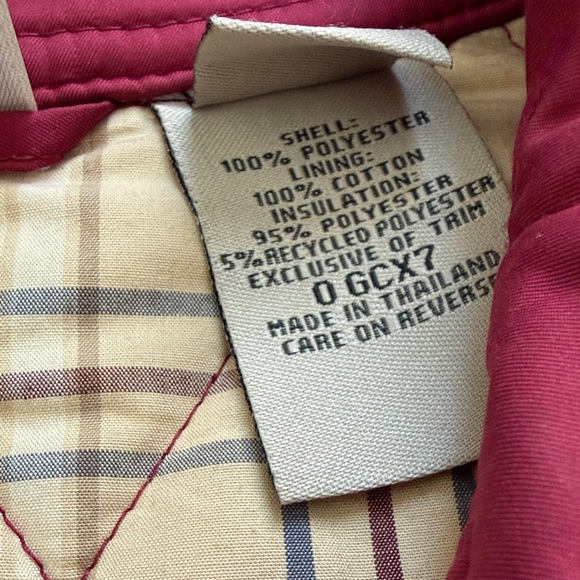 SHELL:
100% POLYESTER
LINING:
100% COTTON
INSULATION:
95% POLYESTER
5% RECYCLED POLYESTER
EXCLUSIVE OF TRIM
0 GCX7
MADE IN THAILAND
CARE ON REVERSE